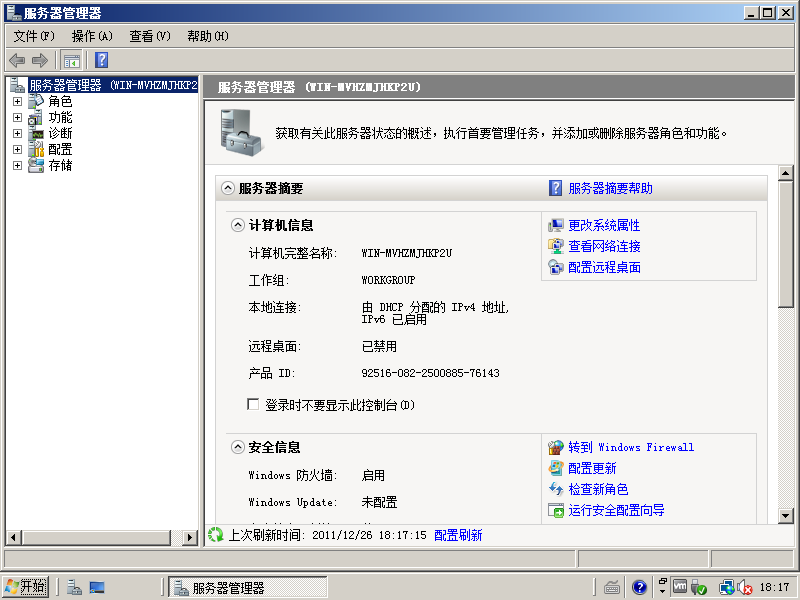 服务器管理器
文件(F) 操作(A) 查看(V) 帮助(H)
服务器管理器 (WIN-MVHZMJHKP2
角色
功能
诊断
配置
存储
服务器管理器 (WIN-MVHZMJHKP2U)
获取有关此服务器状态的概述，执行首要管理任务，并添加或删除服务器角色和功能。
服务器摘要
服务器摘要帮助
计算机信息
计算机完整名称: WIN-MVHZMJHKP2U
工作组: WORKGROUP
本地连接: 由 DHCP 分配的 IPv4 地址,
IPv6 已启用
远程桌面: 已禁用
产品 ID: 92516-082-2500885-76143
登录时不要显示此控制台(D)
更改系统属性
查看网络连接
配置远程桌面
安全信息
Windows 防火墙: 启用
Windows Update: 未配置
转到 Windows Firewall
配置更新
检查新角色
运行安全配置向导
上次刷新时间: 2011/12/26 18:17:15 配置刷新
开始
服务器管理器
18:17